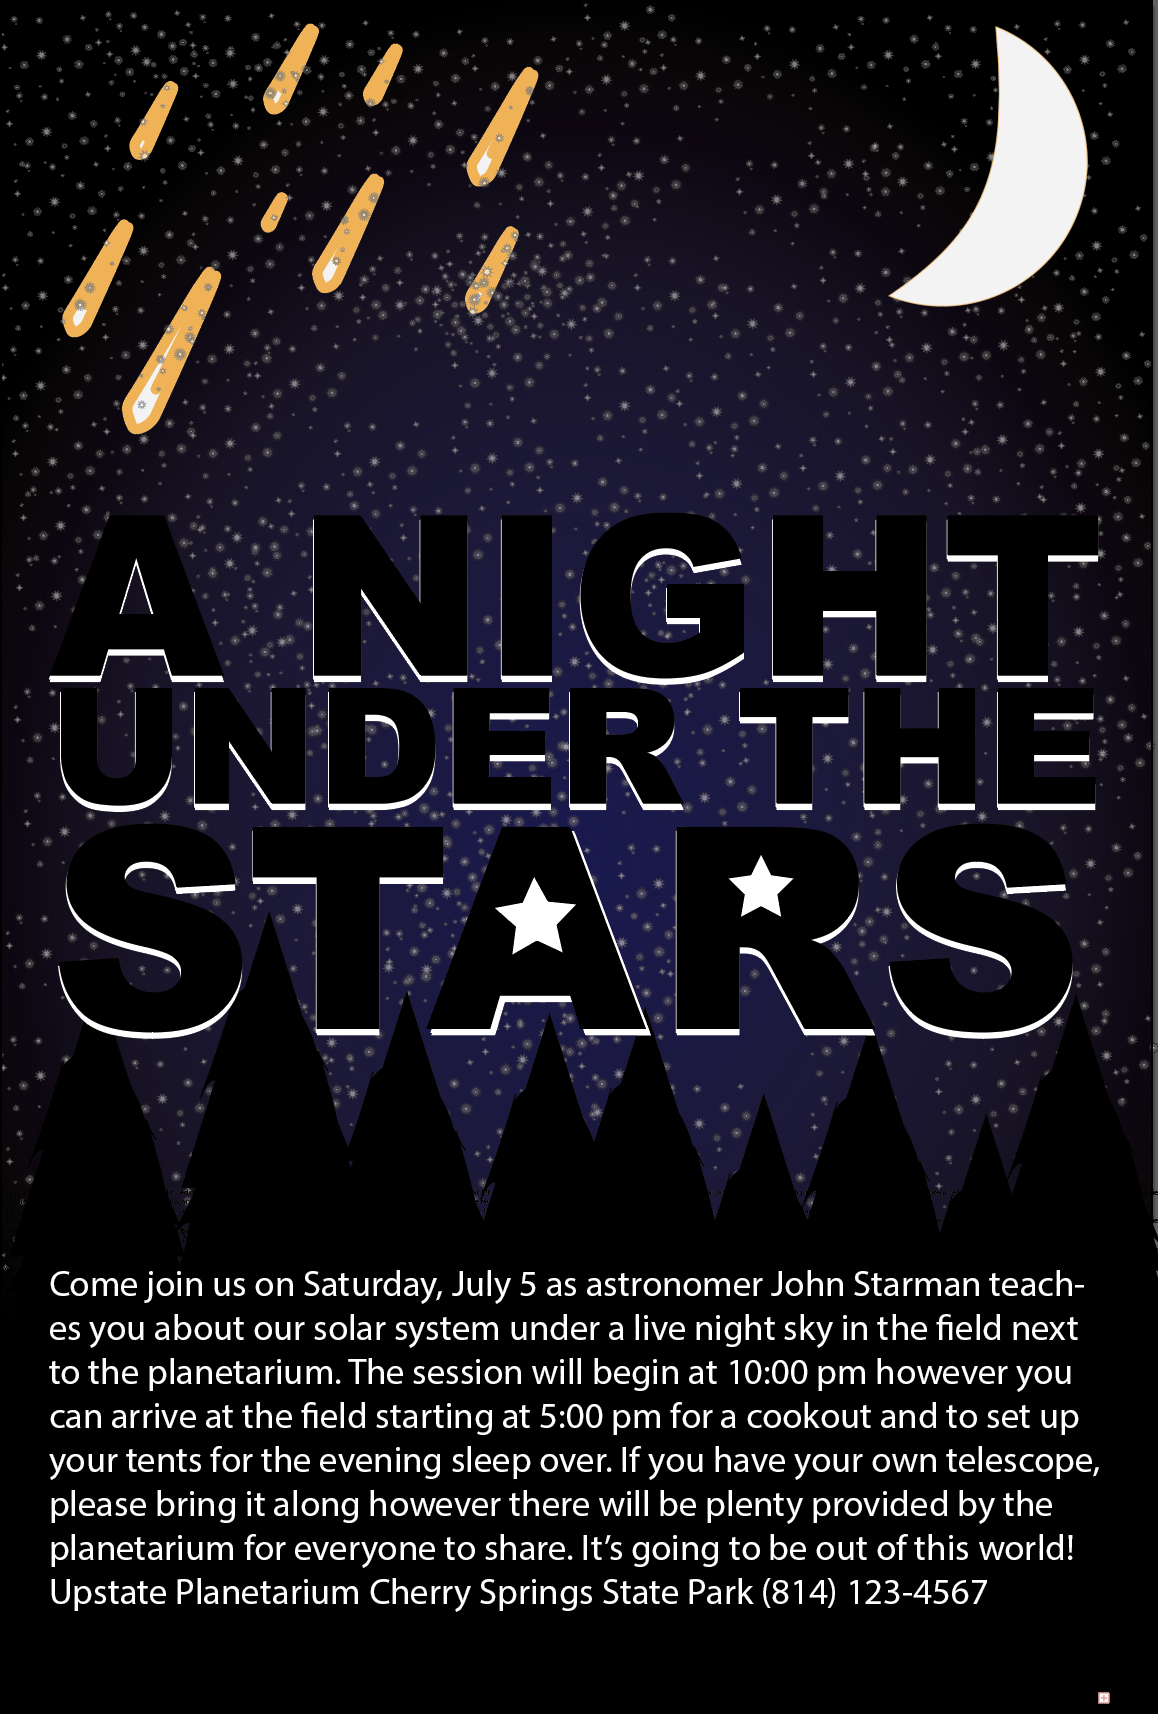 A NIGHT
UNDER THE
STARS
Come join us on Saturday, July 5 as astronomer John Starman teach-
es you about our solar system under a live night sky in the field next
to the planetarium. The session will begin at 10:00 pm however you
can arrive at the field starting at 5:00 pm for a cookout and to set up
your tents for the evening sleep over. If you have your own telescope,
please bring it along however there will be plenty provided by the
planetarium for everyone to share. It’s going to be out of this world!
Upstate Planetarium Cherry Springs State Park (814) 123-4567